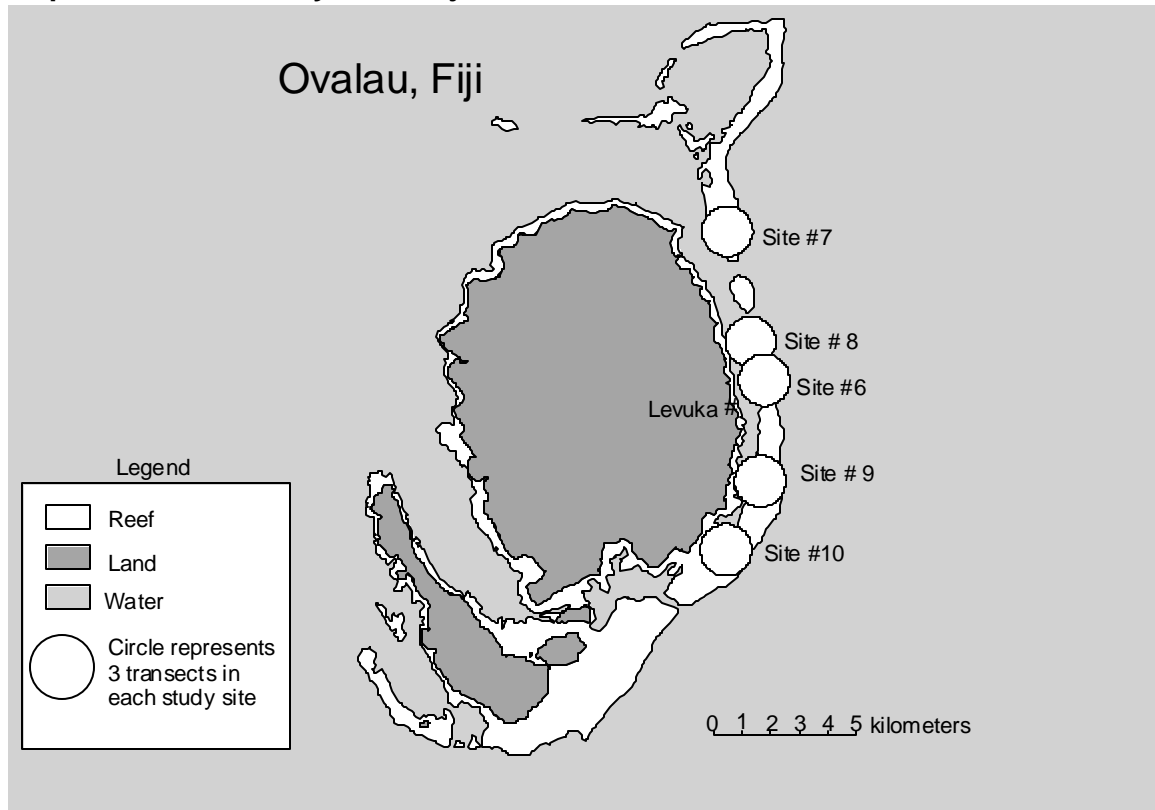 Ovalau, Fiji
Site #7
Site # 8
Site #6
Levuka #
Site # 9
Site #10
Legend
Reef
Land
Water
Circle represents
3 transects in
each study site
0 1 2 3 4 5 kilometers